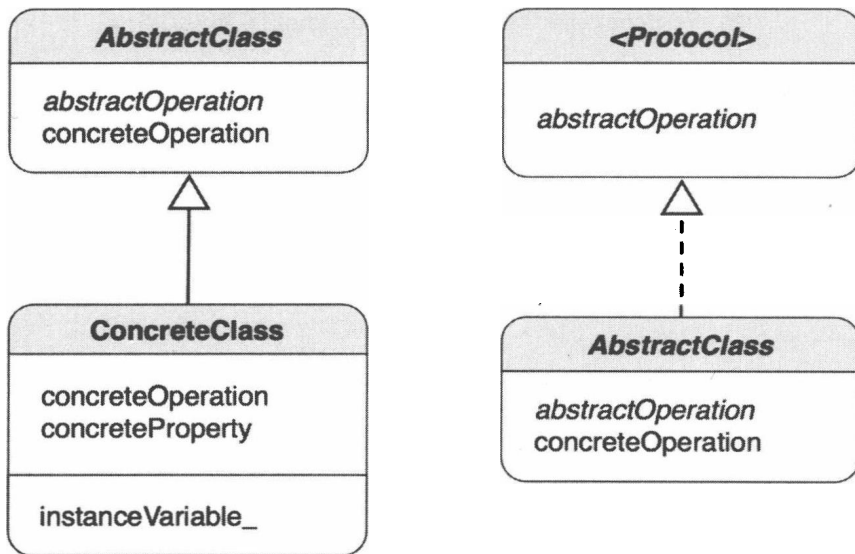 AbstractClass
abstractOperation
concreteOperation
ConcreteClass
concreteOperation
concreteProperty
instanceVariable_
<Protocol>
abstractOperation
AbstractClass
abstractOperation
concreteOperation